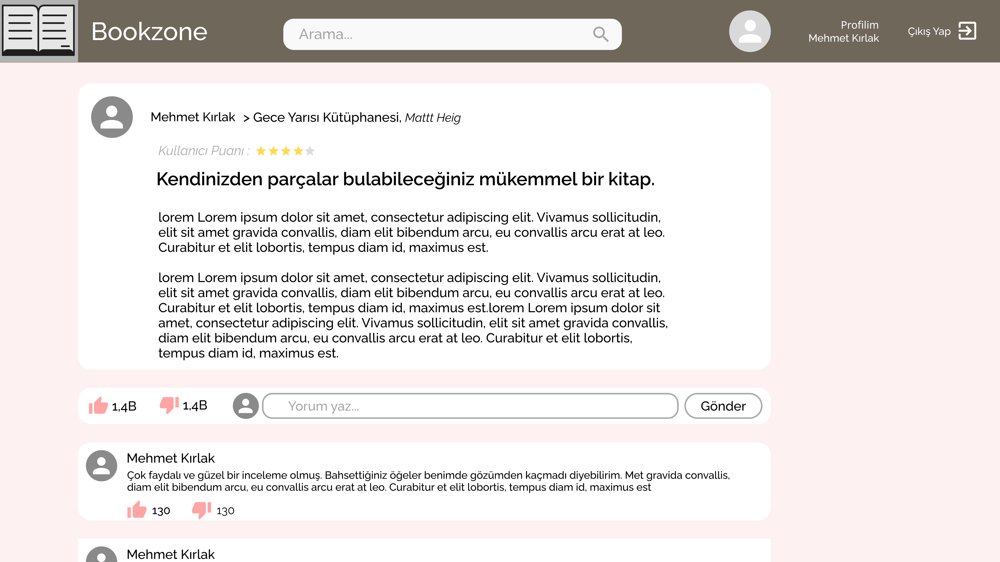 Bookzone
Arama...
Profilim
Mehmet Kırlak
Çıkış Yap
Mehmet Kırlak > Gece Yarısı Kütüphanesi, Mattt Heig
Kullanıcı Puanı :
Kendinizden parçalar bulabileceğiniz mükemmel bir kitap.
lorem Lorem ipsum dolor sit amet, consectetur adipiscing elit. Vivamus sollicitudin,
elit sit amet gravida convallis, diam elit bibendum arcu, eu convallis arcu erat at leo.
Curabitur et elit lobortis, tempus diam id, maximus est.
lorem Lorem ipsum dolor sit amet, consectetur adipiscing elit. Vivamus sollicitudin,
elit sit amet gravida convallis, diam elit bibendum arcu, eu convallis arcu erat at leo.
Curabitur et elit lobortis, tempus diam id, maximus est.lorem Lorem ipsum dolor sit
amet, consectetur adipiscing elit. Vivamus sollicitudin, elit sit amet gravida convallis,
diam elit bibendum arcu, eu convallis arcu erat at leo. Curabitur et elit lobortis,
tempus diam id, maximus est.
1,4B
1,4B
Yorum yaz...
Gönder
Mehmet Kırlak
Çok faydalı ve güzel bir inceleme olmuş. Bahsettiğiniz öğeler benimde gözümden kaçmadı diyebilirim. Met gravida convallis,
diam elit bibendum arcu, eu convallis arcu erat at leo. Curabitur et elit lobortis, tempus diam id, maximus est
130
130
Mehmet Kırlak